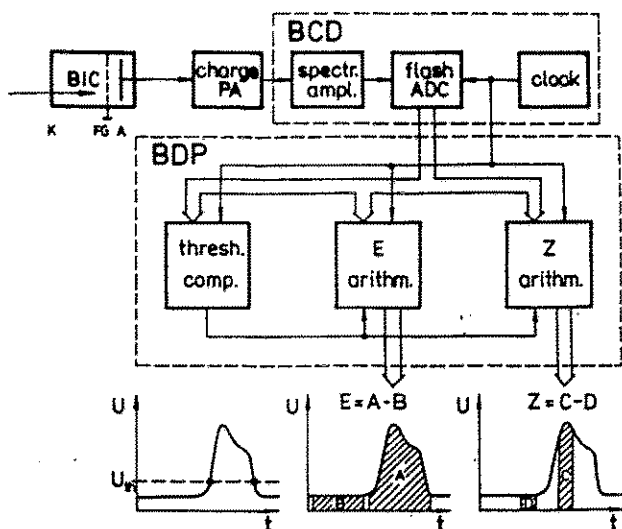 BCD
BIC
charge PA
spectr. ampl.
flash ADC
clock
K FG A
BDP
thresh. comp.
E arithm.
Z arithm.
U
E=A-B
U
Z=C-D
U
A
C
B
D
t
t
t